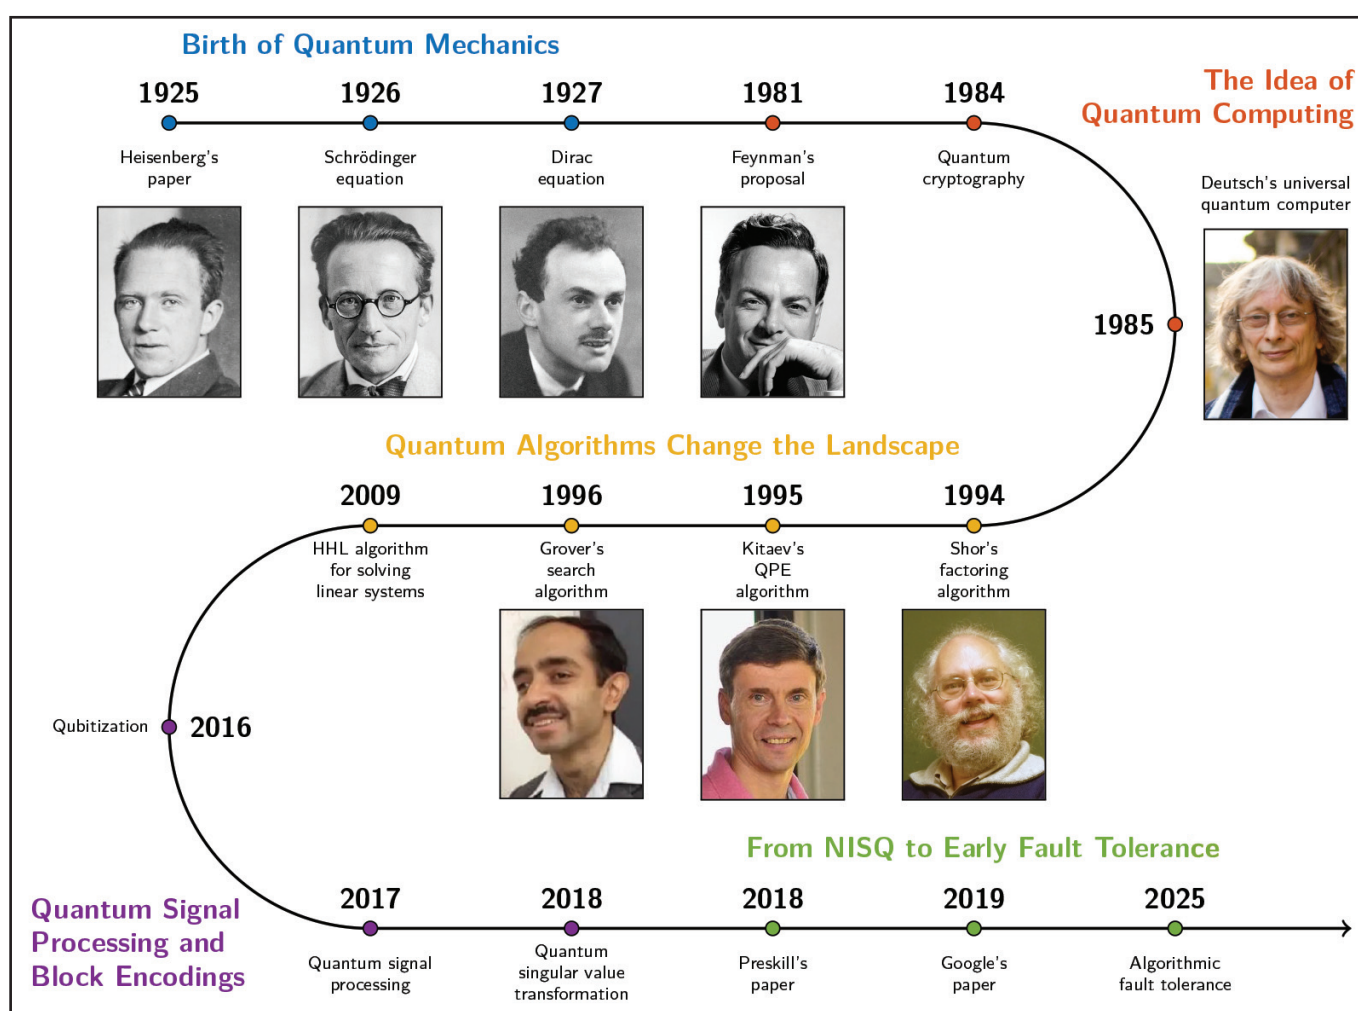 Birth of Quantum Mechanics
1925
Heisenberg's
paper
1926
Schrödinger
equation
1927
Dirac
equation
1981
Feynman's
proposal
1984
Quantum
cryptography
The Idea of
Quantum Computing
Deutsch's universal
quantum computer
1985
Quantum Algorithms Change the Landscape
2009
HHL algorithm
for solving
linear systems
1996
Grover's
search
algorithm
1995
Kitaev's
QPE
algorithm
1994
Shor's
factoring
algorithm
Qubitization
2016
From NISQ to Early Fault Tolerance
Quantum Signal
Processing and
Block Encodings
2017
Quantum signal
processing
2018
Quantum
singular value
transformation
2018
Preskill's
paper
2019
Google's
paper
2025
Algorithmic
fault tolerance